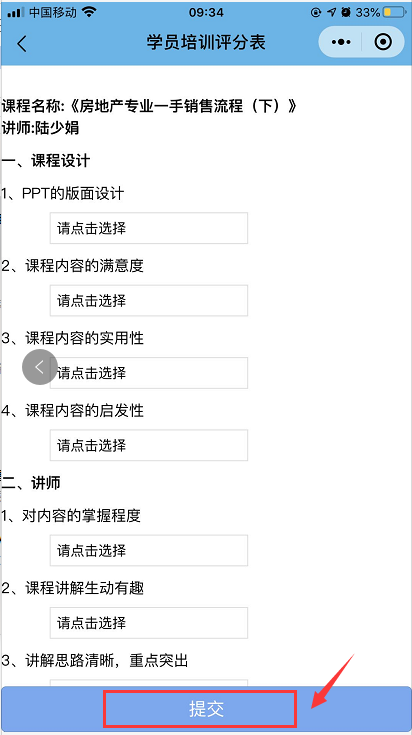 中国移动 09:34 33%
学员培训评分表
课程名称:《房地产专业一手销售流程（下）》
讲师:陆少娟
一、课程设计
1、PPT的版面设计
请点击选择
2、课程内容的满意度
请点击选择
3、课程内容的实用性
请点击选择
4、课程内容的启发性
请点击选择
二、讲师
1、对内容的掌握程度
请点击选择
2、课程讲解生动有趣
请点击选择
3、讲解思路清晰，重点突出
提交